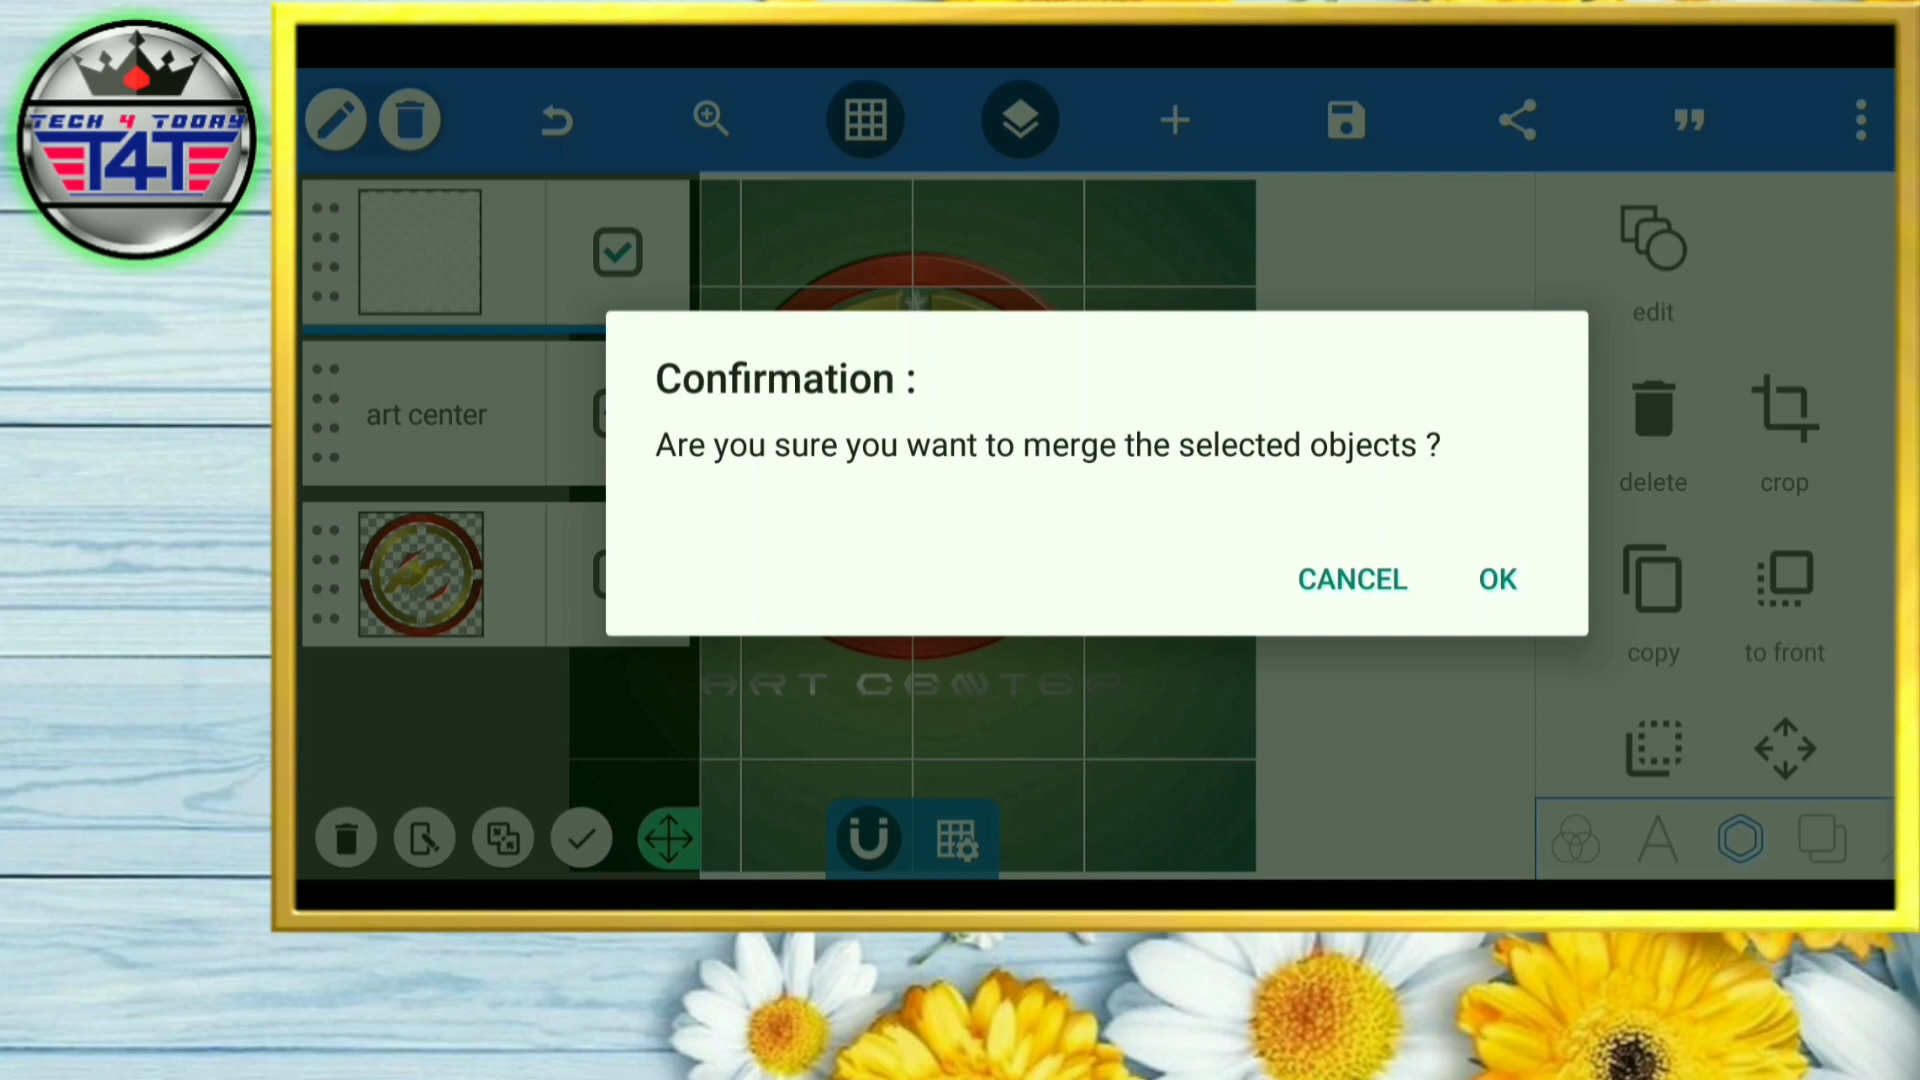 TECH 4 TODAY
T4T
edit
art center
Confirmation :
Are you sure you want to merge the selected objects ?
CANCEL
OK
delete
crop
copy
to front
ART CENTER